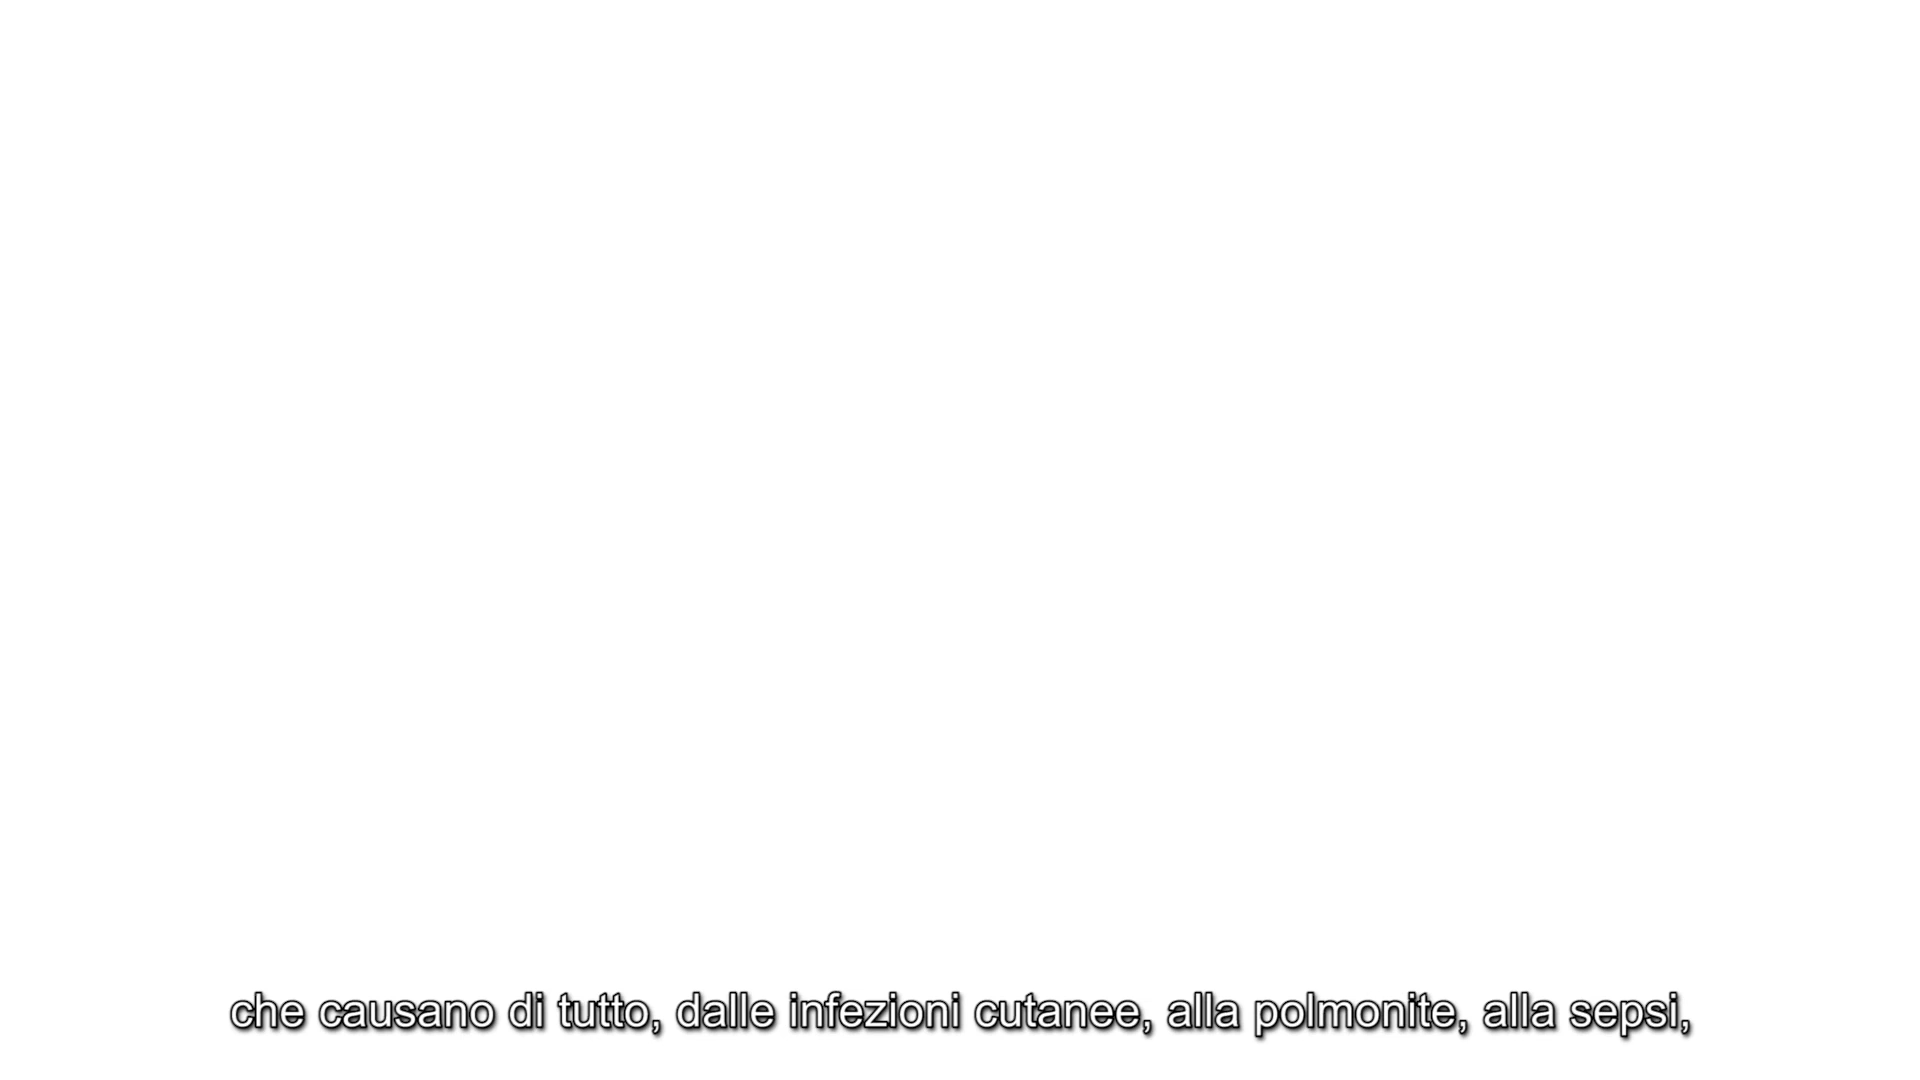 che causano di tutto, dalle infezioni cutanee, alla polmonite, alla sepsi,